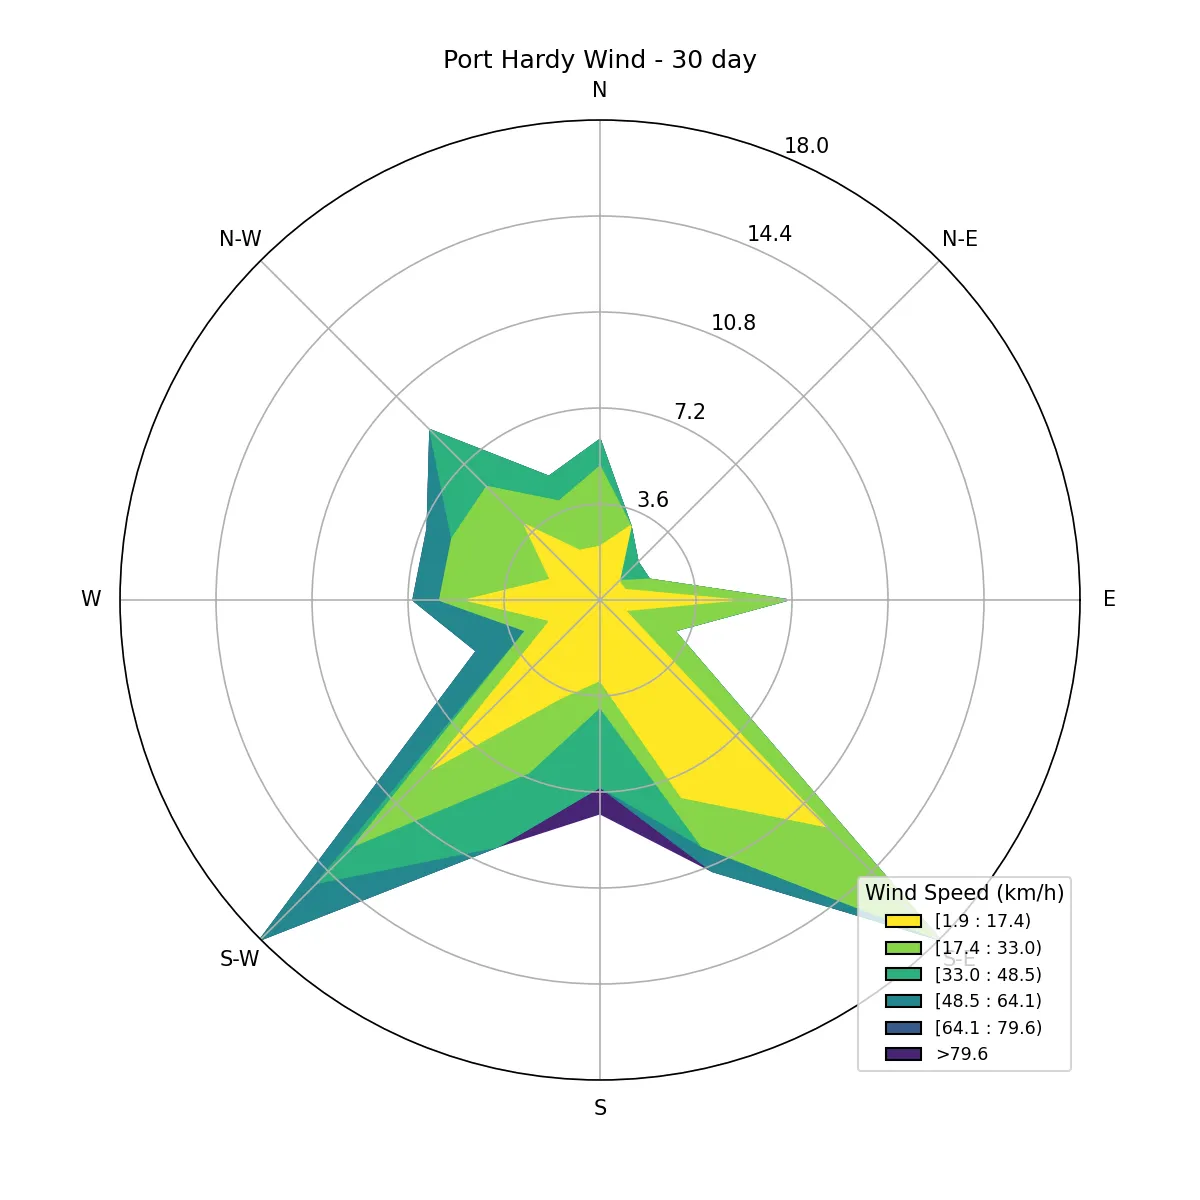 Port Hardy Wind - 30 day
N
18.0
N-W
14.4
N-E
10.8
7.2
3.6
W
E
S-W
S-E
S
Wind Speed (km/h)
[1.9 : 17.4)
[17.4 : 33.0)
[33.0 : 48.5)
[48.5 : 64.1)
[64.1 : 79.6)
>79.6